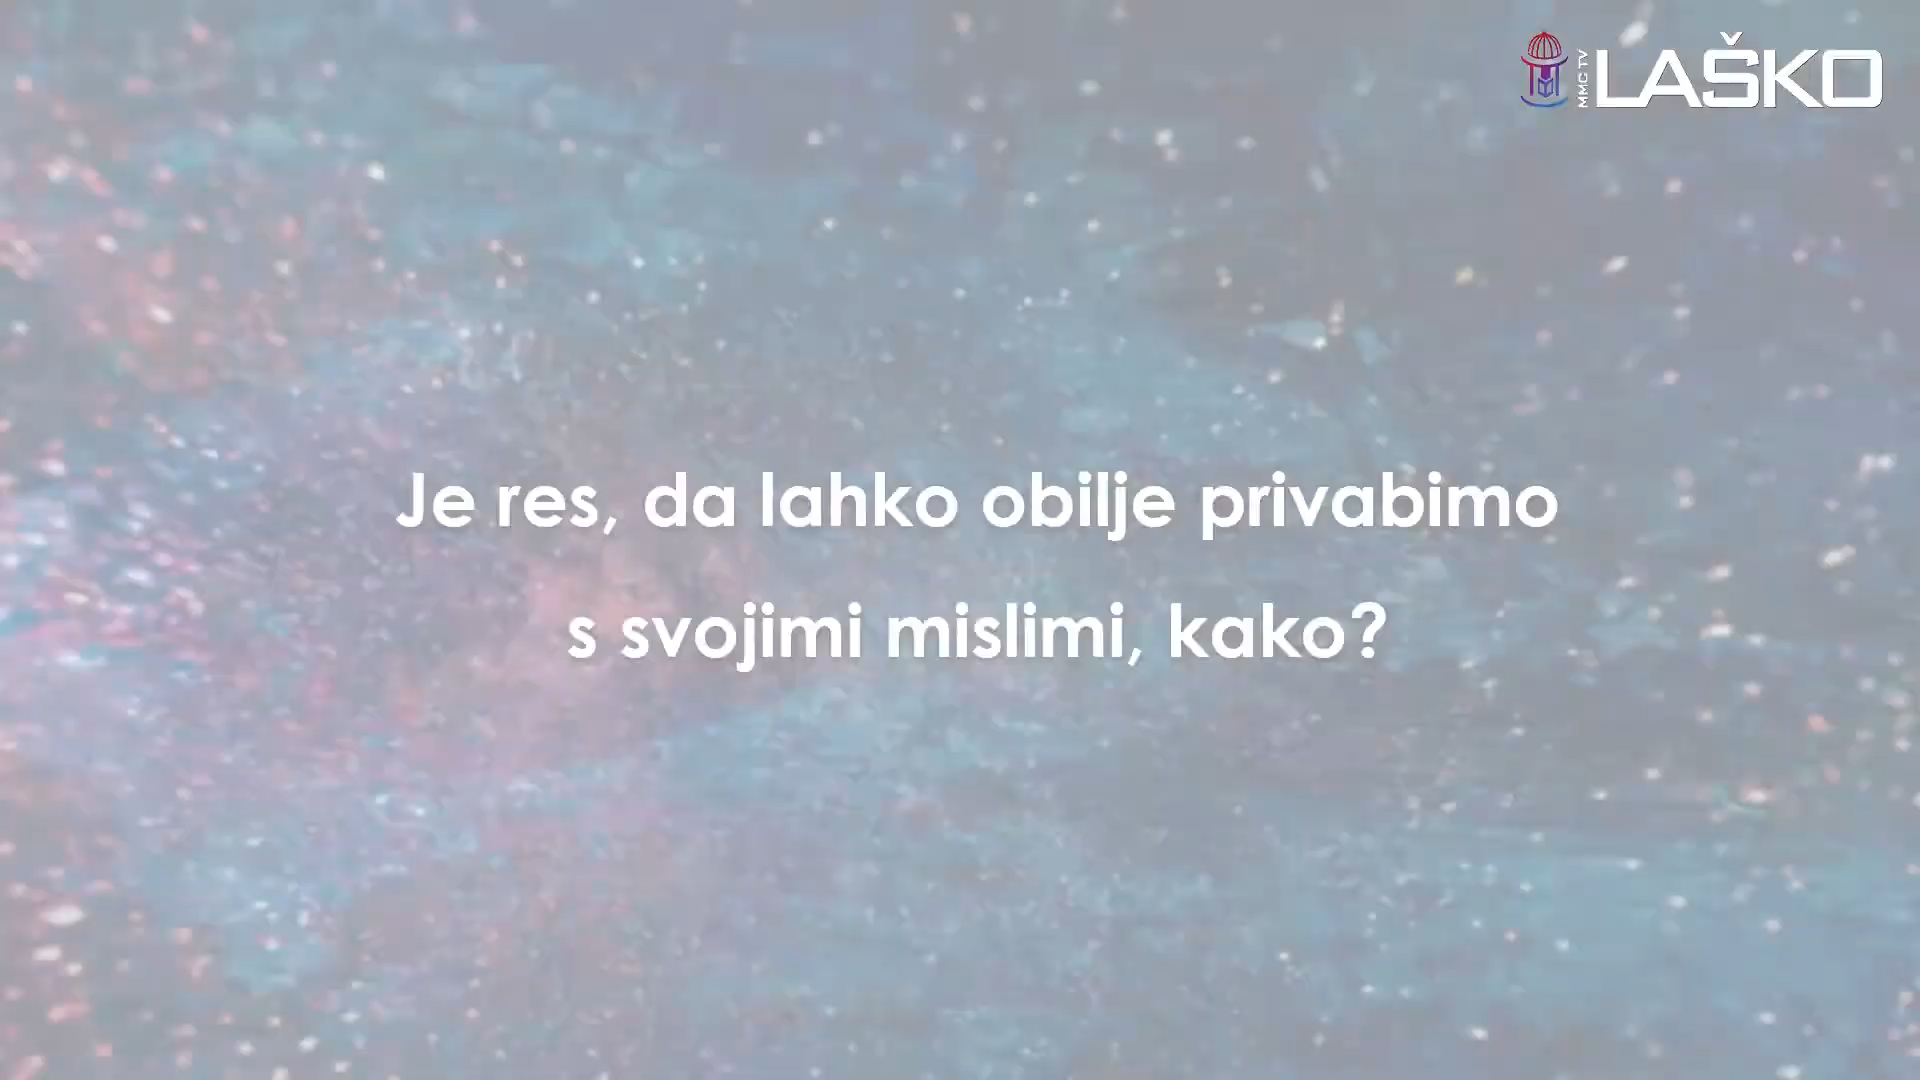 MMC TV LAŠKO
Je res, da lahko obilje privabimo
s svojimi mislimi, kako?